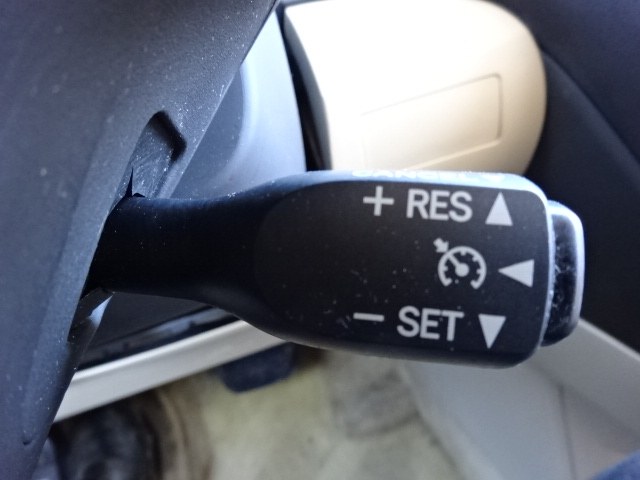 + RES
- SET